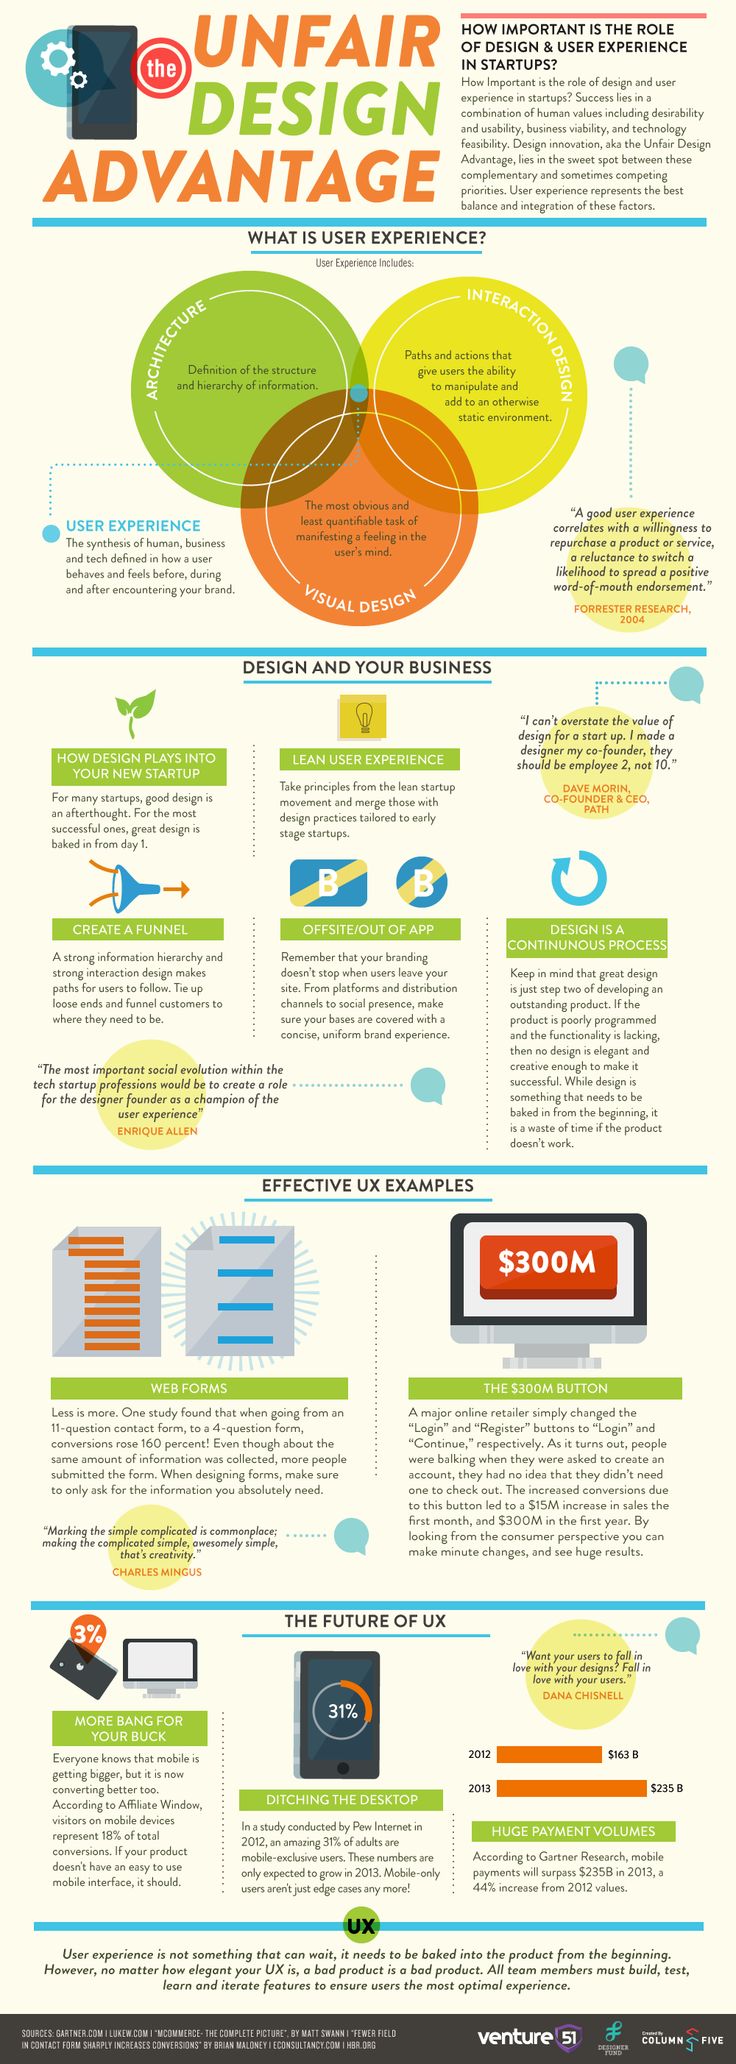 the
UNFAIR
DESIGN
ADVANTAGE
HOW IMPORTANT IS THE ROLE
OF DESIGN & USER EXPERIENCE
IN STARTUPS?
How Important is the role of design and user
experience in startups? Success lies in a
combination of human values including desirability
and usability, business viability, and technology
feasibility. Design innovation, aka the Unfair Design
Advantage, lies in the sweet spot between these
complementary and sometimes competing
priorities. User experience represents the best
balance and integration of these factors.
WHAT IS USER EXPERIENCE?
User Experience Includes:
ARCHITECTURE
Definition of the structure
and hierarchy of information.
INTERACTION DESIGN
Paths and actions that
give users the ability
to manipulate and
add to an otherwise
static environment.
The most obvious and
least quantifiable task of
manifesting a feeling in the
user's mind.
VISUAL DESIGN
USER EXPERIENCE
The synthesis of human, business
and tech defined in how a user
behaves and feels before, during
and after encountering your brand.
“A good user experience
correlates with a willingness to
repurchase a product or service,
a reluctance to switch a
likelihood to spread a positive
word-of-mouth endorsement.”
FORRESTER RESEARCH,
2004
DESIGN AND YOUR BUSINESS
HOW DESIGN PLAYS INTO
YOUR NEW STARTUP
For many startups, good design is
an afterthought. For the most
successful ones, great design is
baked in from day 1.
LEAN USER EXPERIENCE
Take principles from the lean startup
movement and merge those with
design practices tailored to early
stage startups.
“I can't overstate the value of
design for a start up. I made a
designer my co-founder, they
should be employee 2, not 10.”
DAVE MORIN,
CO-FOUNDER & CEO,
PATH
CREATE A FUNNEL
A strong information hierarchy and
strong interaction design makes
paths for users to follow. Tie up
loose ends and funnel customers to
where they need to be.
B
B
OFFSITE/OUT OF APP
Remember that your branding
doesn't stop when users leave your
site. From platforms and distribution
channels to social presence, make
sure your bases are covered with a
concise, uniform brand experience.
DESIGN IS A
CONTINUNOUS PROCESS
Keep in mind that great design
is just step two of developing an
outstanding product. If the
product is poorly programmed
and the functionality is lacking,
then no design is elegant and
creative enough to make it
successful. While design is
something that needs to be
baked in from the beginning, it
is a waste of time if the product
doesn't work.
“The most important social evolution within the
tech startup professions would be to create a role
for the designer founder as a champion of the
user experience”
ENRIQUE ALLEN
EFFECTIVE UX EXAMPLES
WEB FORMS
Less is more. One study found that when going from an
11-question contact form, to a 4-question form,
conversions rose 160 percent! Even though about the
same amount of information was collected, more people
submitted the form. When designing forms, make sure
to only ask for the information you absolutely need.
“Marking the simple complicated is commonplace;
making the complicated simple, awesomely simple,
that's creativity.”
CHARLES MINGUS
$300M
THE $300M BUTTON
A major online retailer simply changed the
“Login” and “Register” buttons to “Login” and
“Continue,” respectively. As it turns out, people
were balking when they were asked to create an
account, they had no idea that they didn't need
one to check out. The increased conversions due
to this button led to a $15M increase in sales the
first month, and $300M in the first year. By
looking from the consumer perspective you can
make minute changes, and see huge results.
THE FUTURE OF UX
3%
MORE BANG FOR
YOUR BUCK
Everyone knows that mobile is
getting bigger, but it is now
converting better too.
According to Affiliate Window,
visitors on mobile devices
represent 18% of total
conversions. If your product
doesn't have an easy to use
mobile interface, it should.
31%
DITCHING THE DESKTOP
In a study conducted by Pew Internet in
2012, an amazing 31% of adults are
mobile-exclusive users. These numbers are
only expected to grow in 2013. Mobile-only
users aren't just edge cases any more!
“Want your users to fall in
love with your designs? Fall in
love with your users.”
DANA CHISNELL
2012 $163 B
2013 $235 B
HUGE PAYMENT VOLUMES
According to Gartner Research, mobile
payments will surpass $235B in 2013, a
44% increase from 2012 values.
UX
User experience is not something that can wait, it needs to be baked into the product from the beginning.
However, no matter how elegant your UX is, a bad product is a bad product. All team members must build, test,
learn and iterate features to ensure users the most optimal experience.
SOURCES: GARTNER.COM | LUKEW.COM | "MCOMMERCE- THE COMPLETE PICTURE", BY MATT SWANN | "FEWER FIELD
IN CONTACT FORM SHARPLY INCREASES CONVERSIONS" BY BRIAN MALONEY | ECONSULTANCY.COM | HBR.ORG
venture 51
DESIGNER
FUND
Created By
COLUMN FIVE